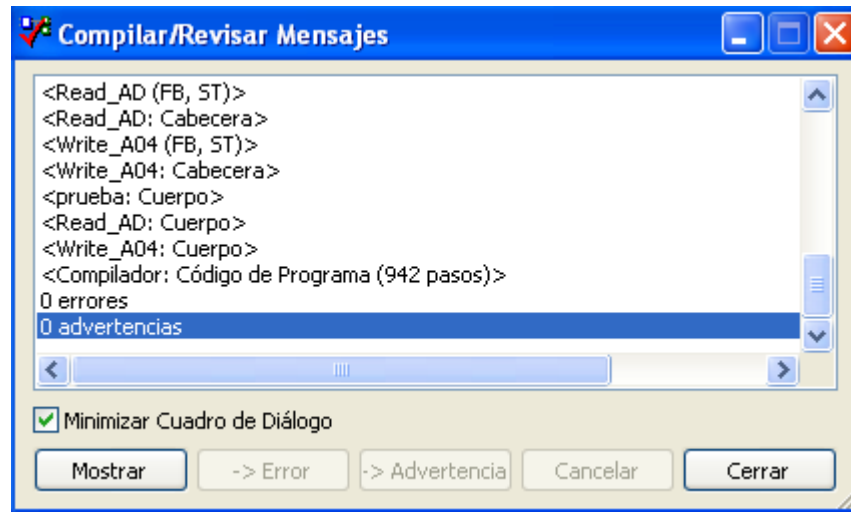 Compilar/Revisar Mensajes
<Read_AD (FB, ST)>
<Read_AD: Cabecera>
<Write_A04 (FB, ST)>
<Write_A04: Cabecera>
<prueba: Cuerpo>
<Read_AD: Cuerpo>
<Write_A04: Cuerpo>
<Compilador: Código de Programa (942 pasos)>
0 errores
0 advertencias
Minimizar Cuadro de Diálogo
Mostrar -> Error -> Advertencia Cancelar Cerrar